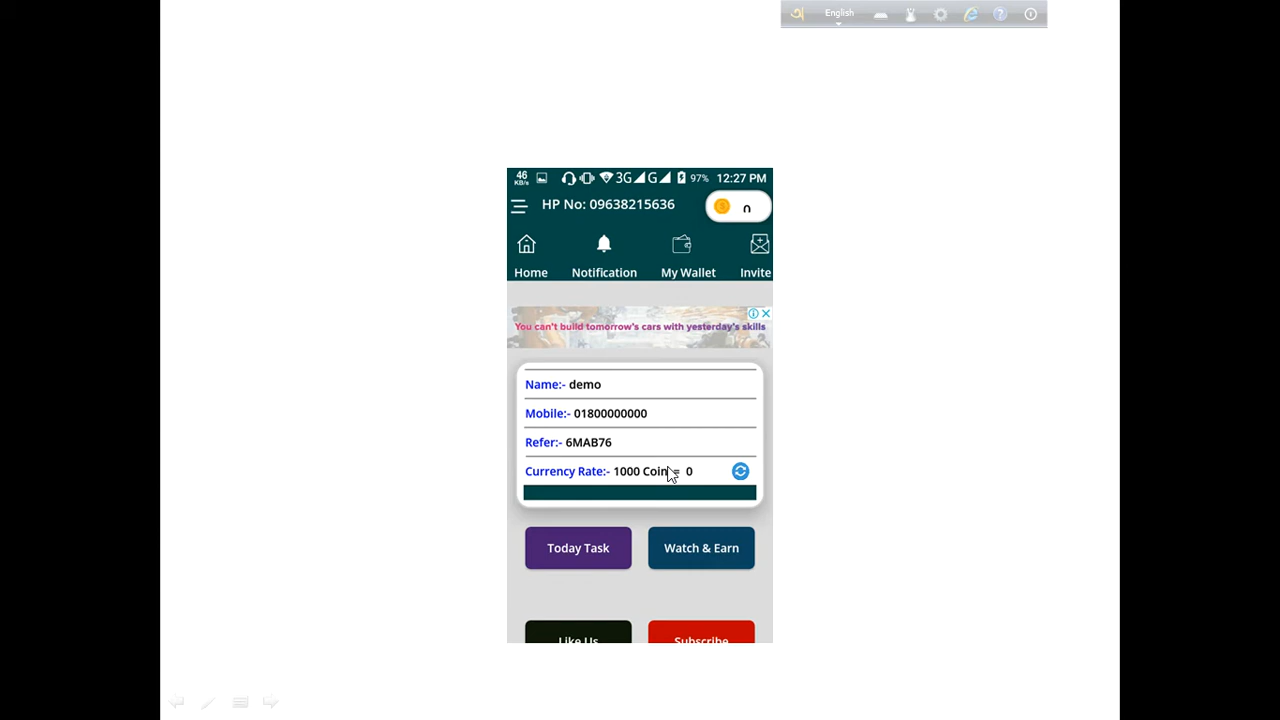 English
46 KB/s 3G G 97% 12:27 PM
HP No: 09638215636
Home Notification My Wallet Invite
You can't build tomorrow's cars with yesterday's skills
Name:- demo
Mobile:- 01800000000
Refer:- 6MAB76
Currency Rate:- 1000 Coin = 0
Today Task Watch & Earn
Like Us Subscribe